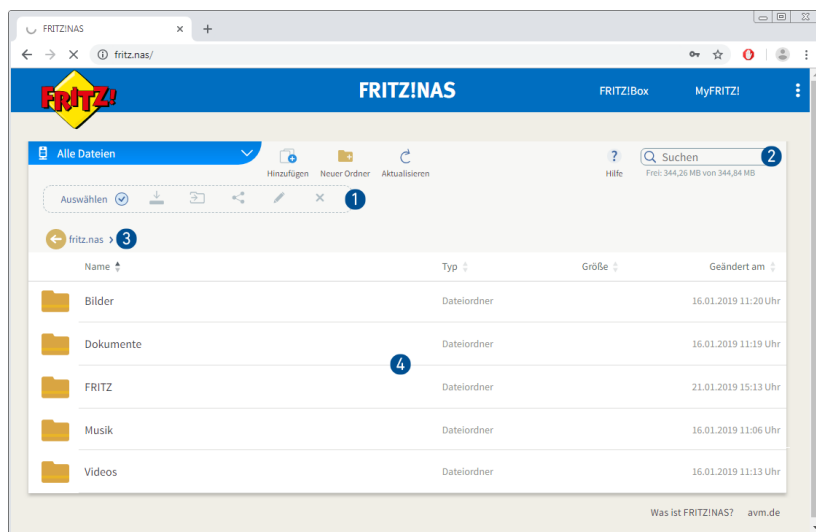 FRITZ!NAS
fritz.nas/
FRITZ!
FRITZ!NAS
FRITZ!Box
MyFRITZ!
Alle Dateien
Hinzufügen
Neuer Ordner
Aktualisieren
? Hilfe
Suchen
2
Frei: 344,26 MB von 344,84 MB
Auswählen
1
fritz.nas
3
Name Typ Größe Geändert am
Bilder Dateiordner 16.01.2019 11:20 Uhr
Dokumente Dateiordner 16.01.2019 11:19 Uhr
4
FRITZ Dateiordner 21.01.2019 15:13 Uhr
Musik Dateiordner 16.01.2019 11:06 Uhr
Videos Dateiordner 16.01.2019 11:13 Uhr
Was ist FRITZ!NAS? avm.de